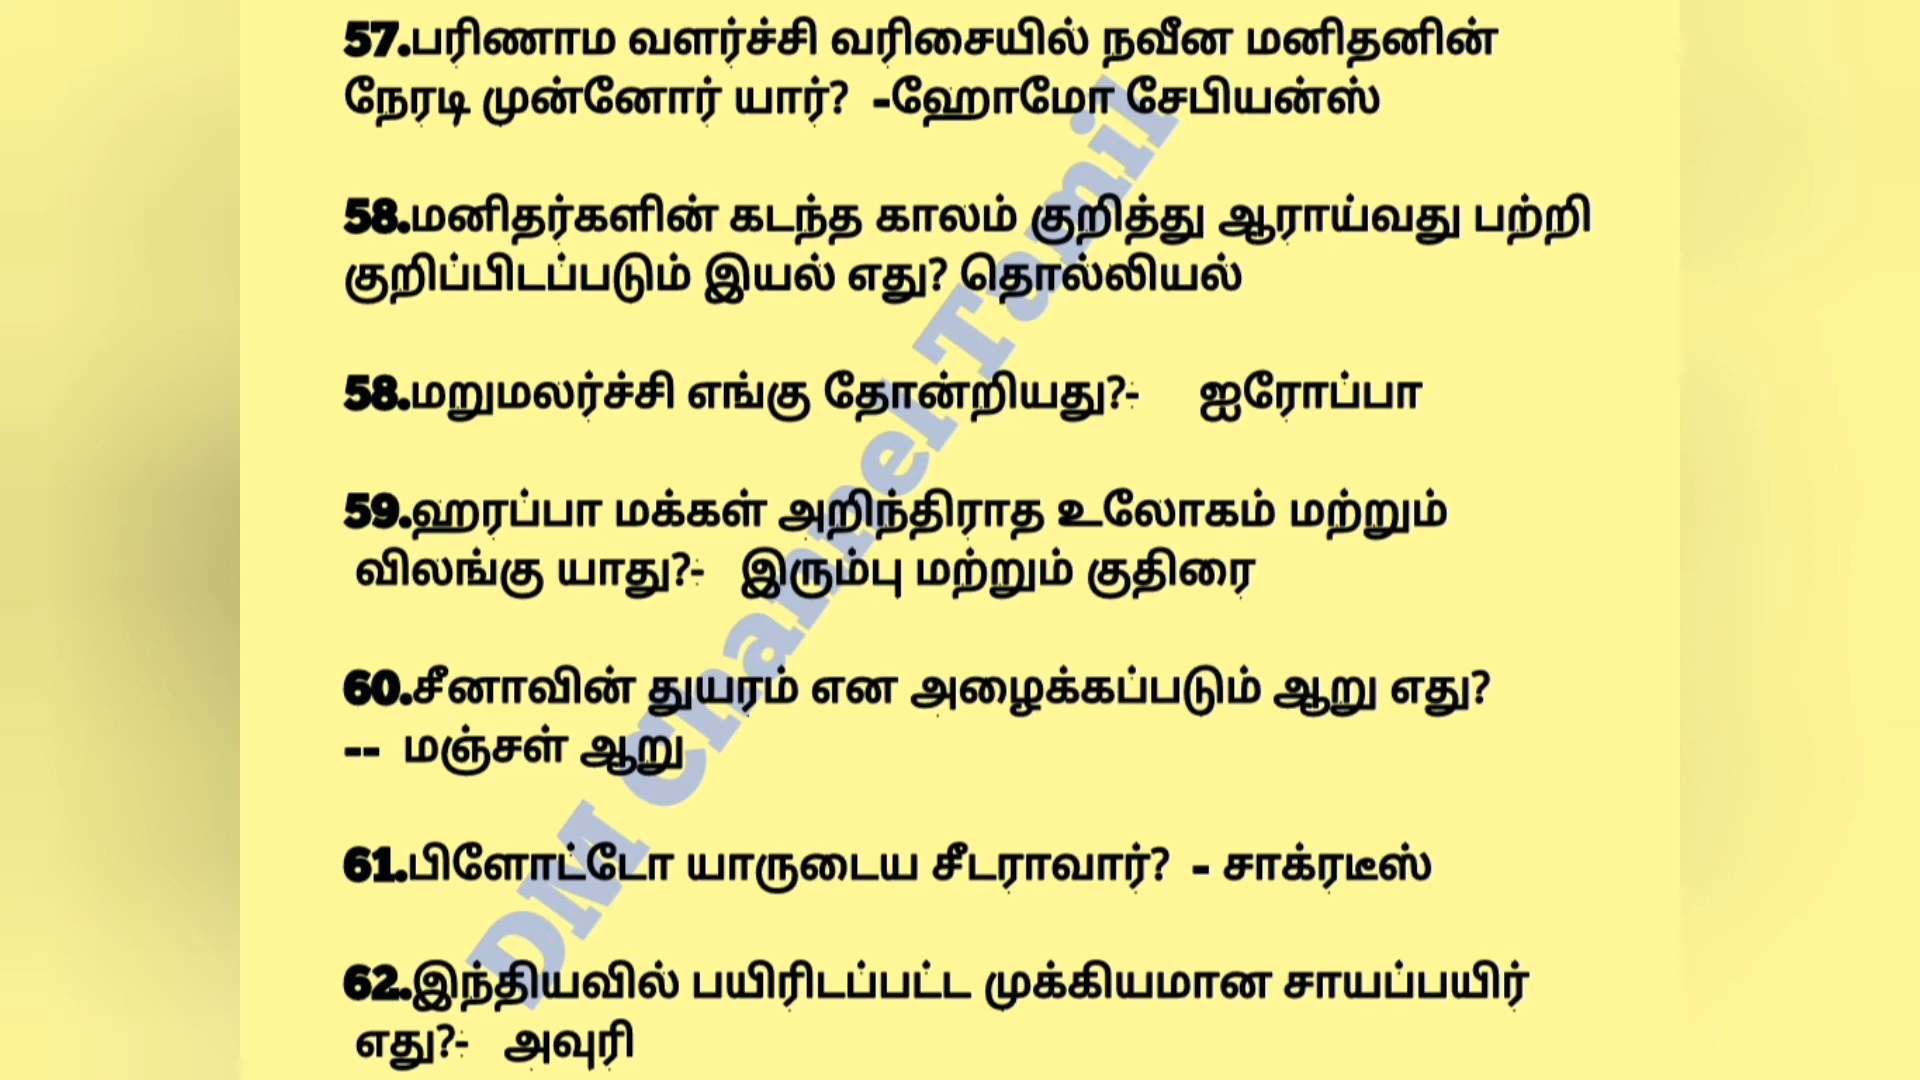 57.பரிணாம வளர்ச்சி வரிசையில் நவீன மனிதனின்
நேரடி முன்னோர் யார்? -ஹோமோ சேபியன்ஸ்
58.மனிதர்களின் கடந்த காலம் குறித்து ஆராய்வது பற்றி
குறிப்பிடப்படும் இயல் எது? தொல்லியல்
58.மறுமலர்ச்சி எங்கு தோன்றியது?- ஐரோப்பா
59.ஹரப்பா மக்கள் அறிந்திராத உலோகம் மற்றும்
விலங்கு யாது?- இரும்பு மற்றும் குதிரை
60.சீனாவின் துயரம் என அழைக்கப்படும் ஆறு எது?
-- மஞ்சள் ஆறு
61.பிளோட்டோ யாருடைய சீடராவார்? - சாக்ரடீஸ்
62.இந்தியவில் பயிரிடப்பட்ட முக்கியமான சாயப்பயிர்
எது?- அவுரி
DM Channel Tamil